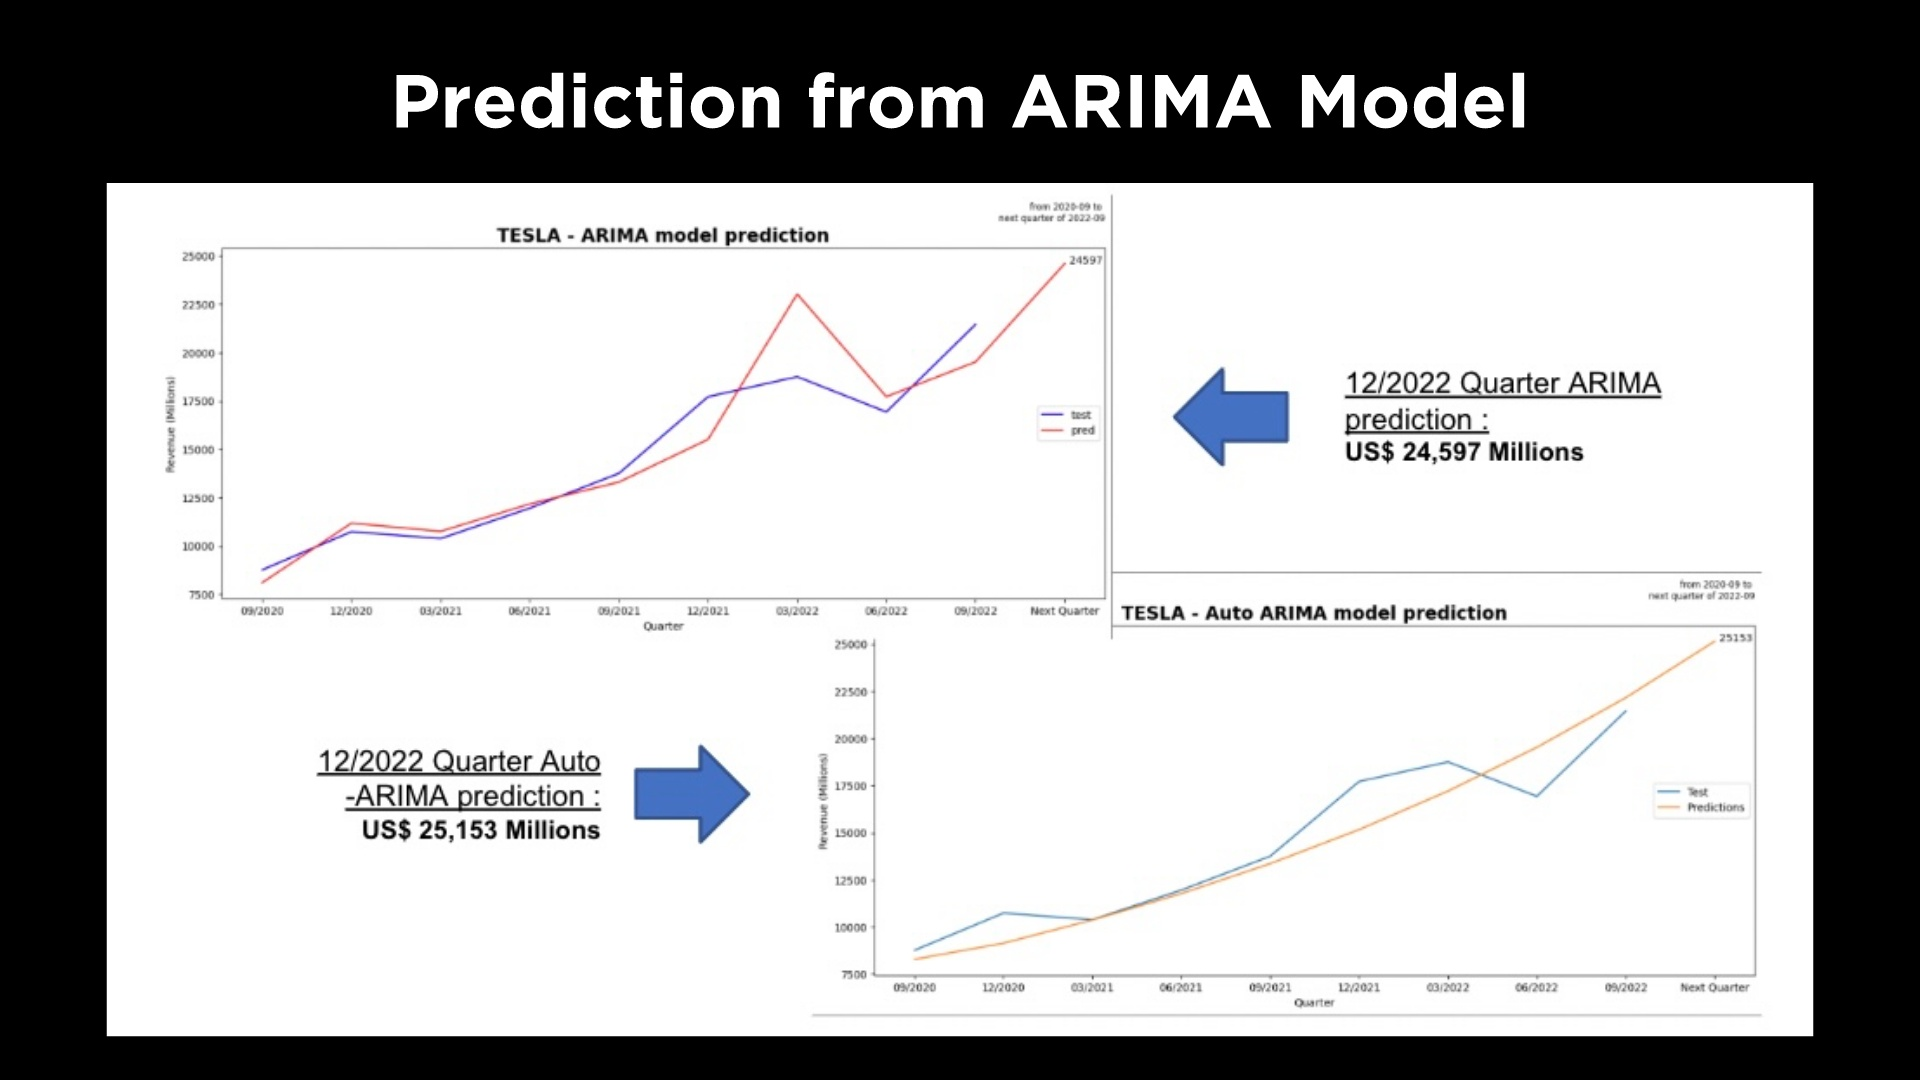 Prediction from ARIMA Model
from 2020-09 to
next quarter of 2022-09
TESLA - ARIMA model prediction
25000
22500
20000
17500
15000
12500
10000
7500
Revenue (Millions)
24597
test
pred
09/2020 12/2020 03/2021 06/2021 09/2021 12/2021 03/2022 06/2022 09/2022 Next Quarter
Quarter
12/2022 Quarter ARIMA
prediction :
US$ 24,597 Millions
12/2022 Quarter Auto
-ARIMA prediction :
US$ 25,153 Millions
from 2020-09 to
next quarter of 2022-09
TESLA - Auto ARIMA model prediction
25000
22500
20000
17500
15000
12500
10000
7500
Revenue (Millions)
25153
Test
Predictions
09/2020 12/2020 03/2021 06/2021 09/2021 12/2021 03/2022 06/2022 09/2022 Next Quarter
Quarter